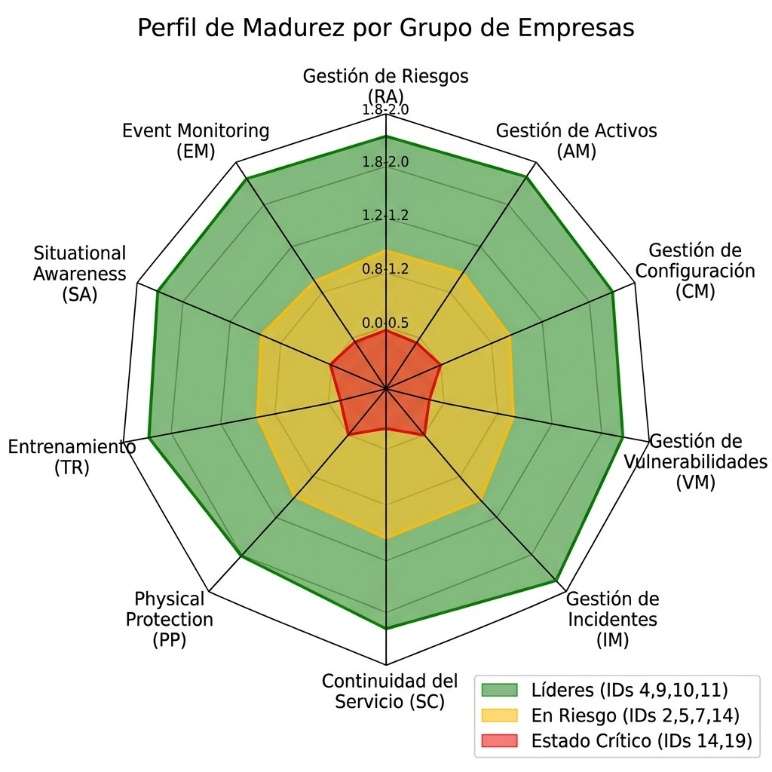 Perfil de Madurez por Grupo de Empresas
Gestión de Riesgos
(RA)
1.8-2.0
Event Monitoring
(EM)
Gestión de Activos
(AM)
1.8-2.0
1.2-1.2
Situational
Awareness
(SA)
Gestión de
Configuración
(CM)
0.8-1.2
0.0-0.5
Entrenamiento
(TR)
Gestión de
Vulnerabilidades
(VM)
Physical
Protection
(PP)
Gestión de
Incidentes
(IM)
Continuidad del
Servicio (SC)
Líderes (IDs 4,9,10,11)
En Riesgo (IDs 2,5,7,14)
Estado Crítico (IDs 14,19)